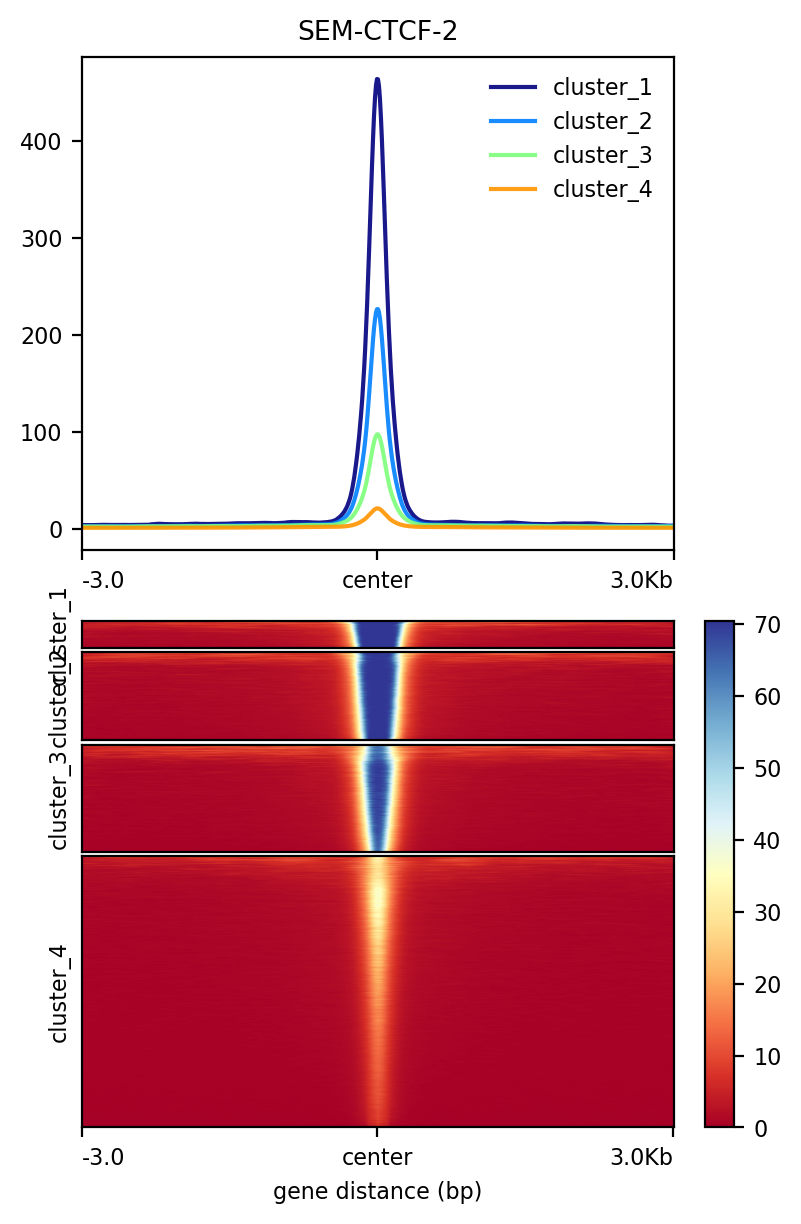 SEM-CTCF-2
cluster_1
cluster_2
cluster_3
cluster_4
400
300
200
100
0
-3.0
center
3.0Kb
cluster_1
cluster_2
cluster_3
cluster_4
70
60
50
40
30
20
10
0
-3.0
center
3.0Kb
gene distance (bp)